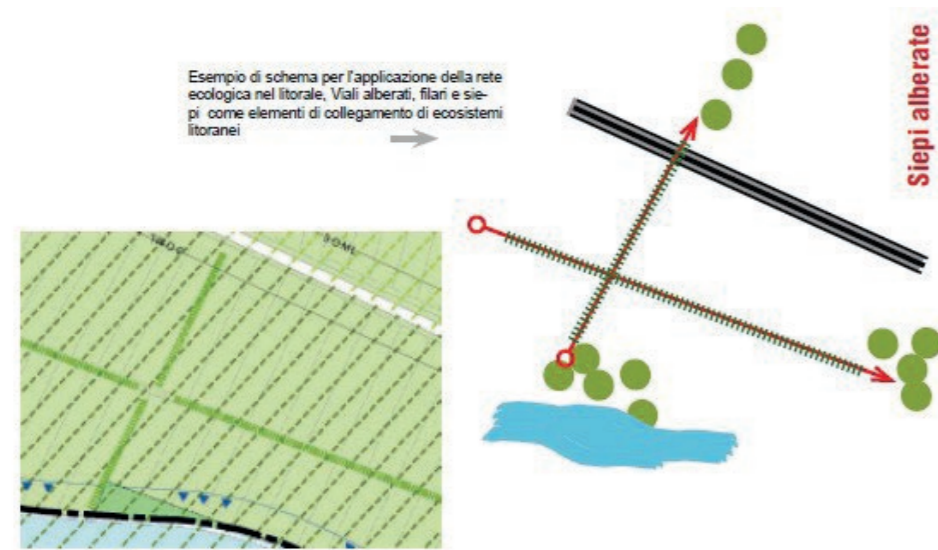 Esempio di schema per l'applicazione della rete
ecologica nel litorale, Viali alberati, filari e sie-
pi come elementi di collegamento di ecosistemi
litoranei
Siepi alberate